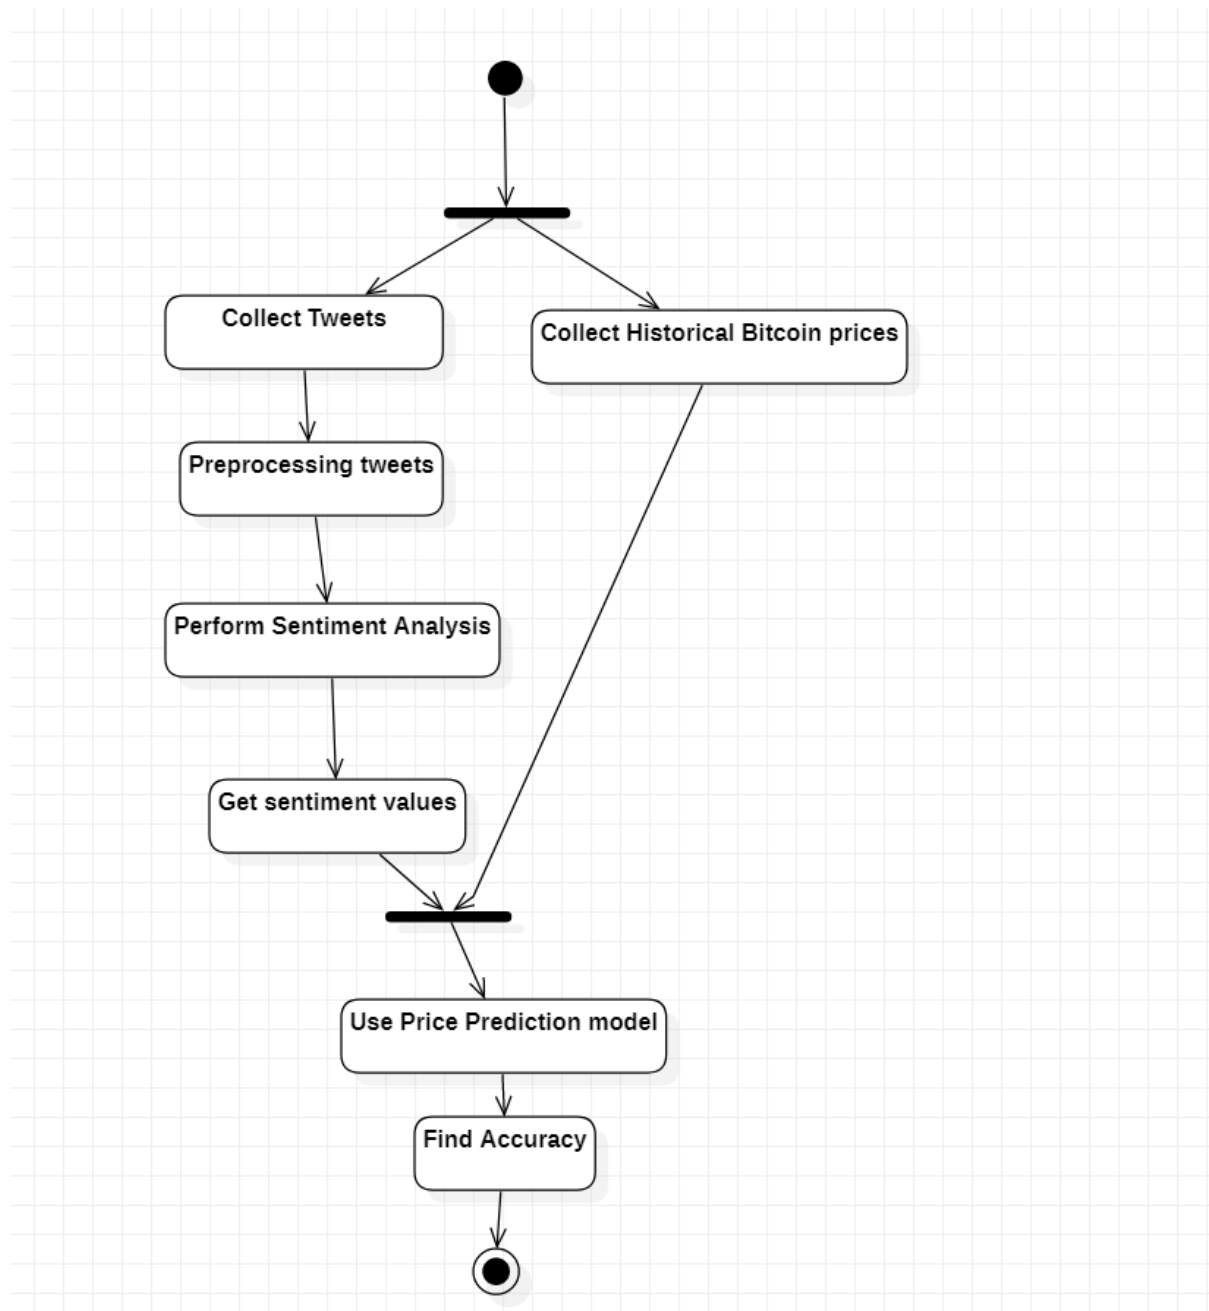 Collect Tweets
Collect Historical Bitcoin prices
Preprocessing tweets
Perform Sentiment Analysis
Get sentiment values
Use Price Prediction model
Find Accuracy